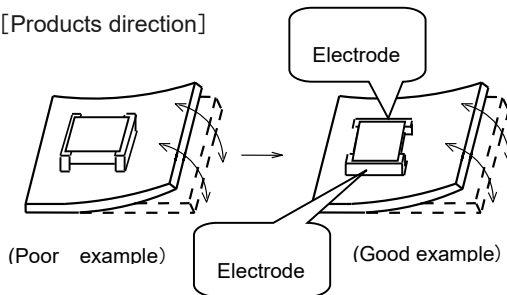 [Products direction]
Electrode
(Poor example)
Electrode
(Good example)